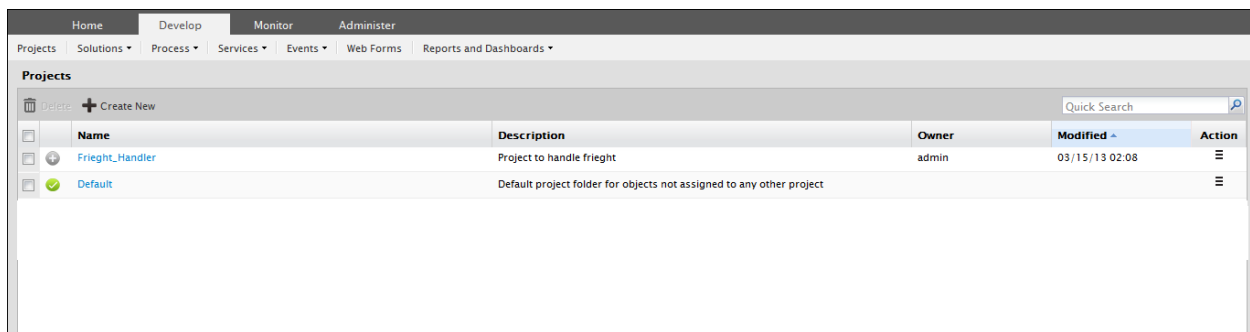 Home Develop Monitor Administer
Projects Solutions Process Services Events Web Forms Reports and Dashboards
Projects
Delete Create New Quick Search
Name Description Owner Modified Action
Frieght_Handler Project to handle frieght admin 03/15/13 02:08
Default Default project folder for objects not assigned to any other project